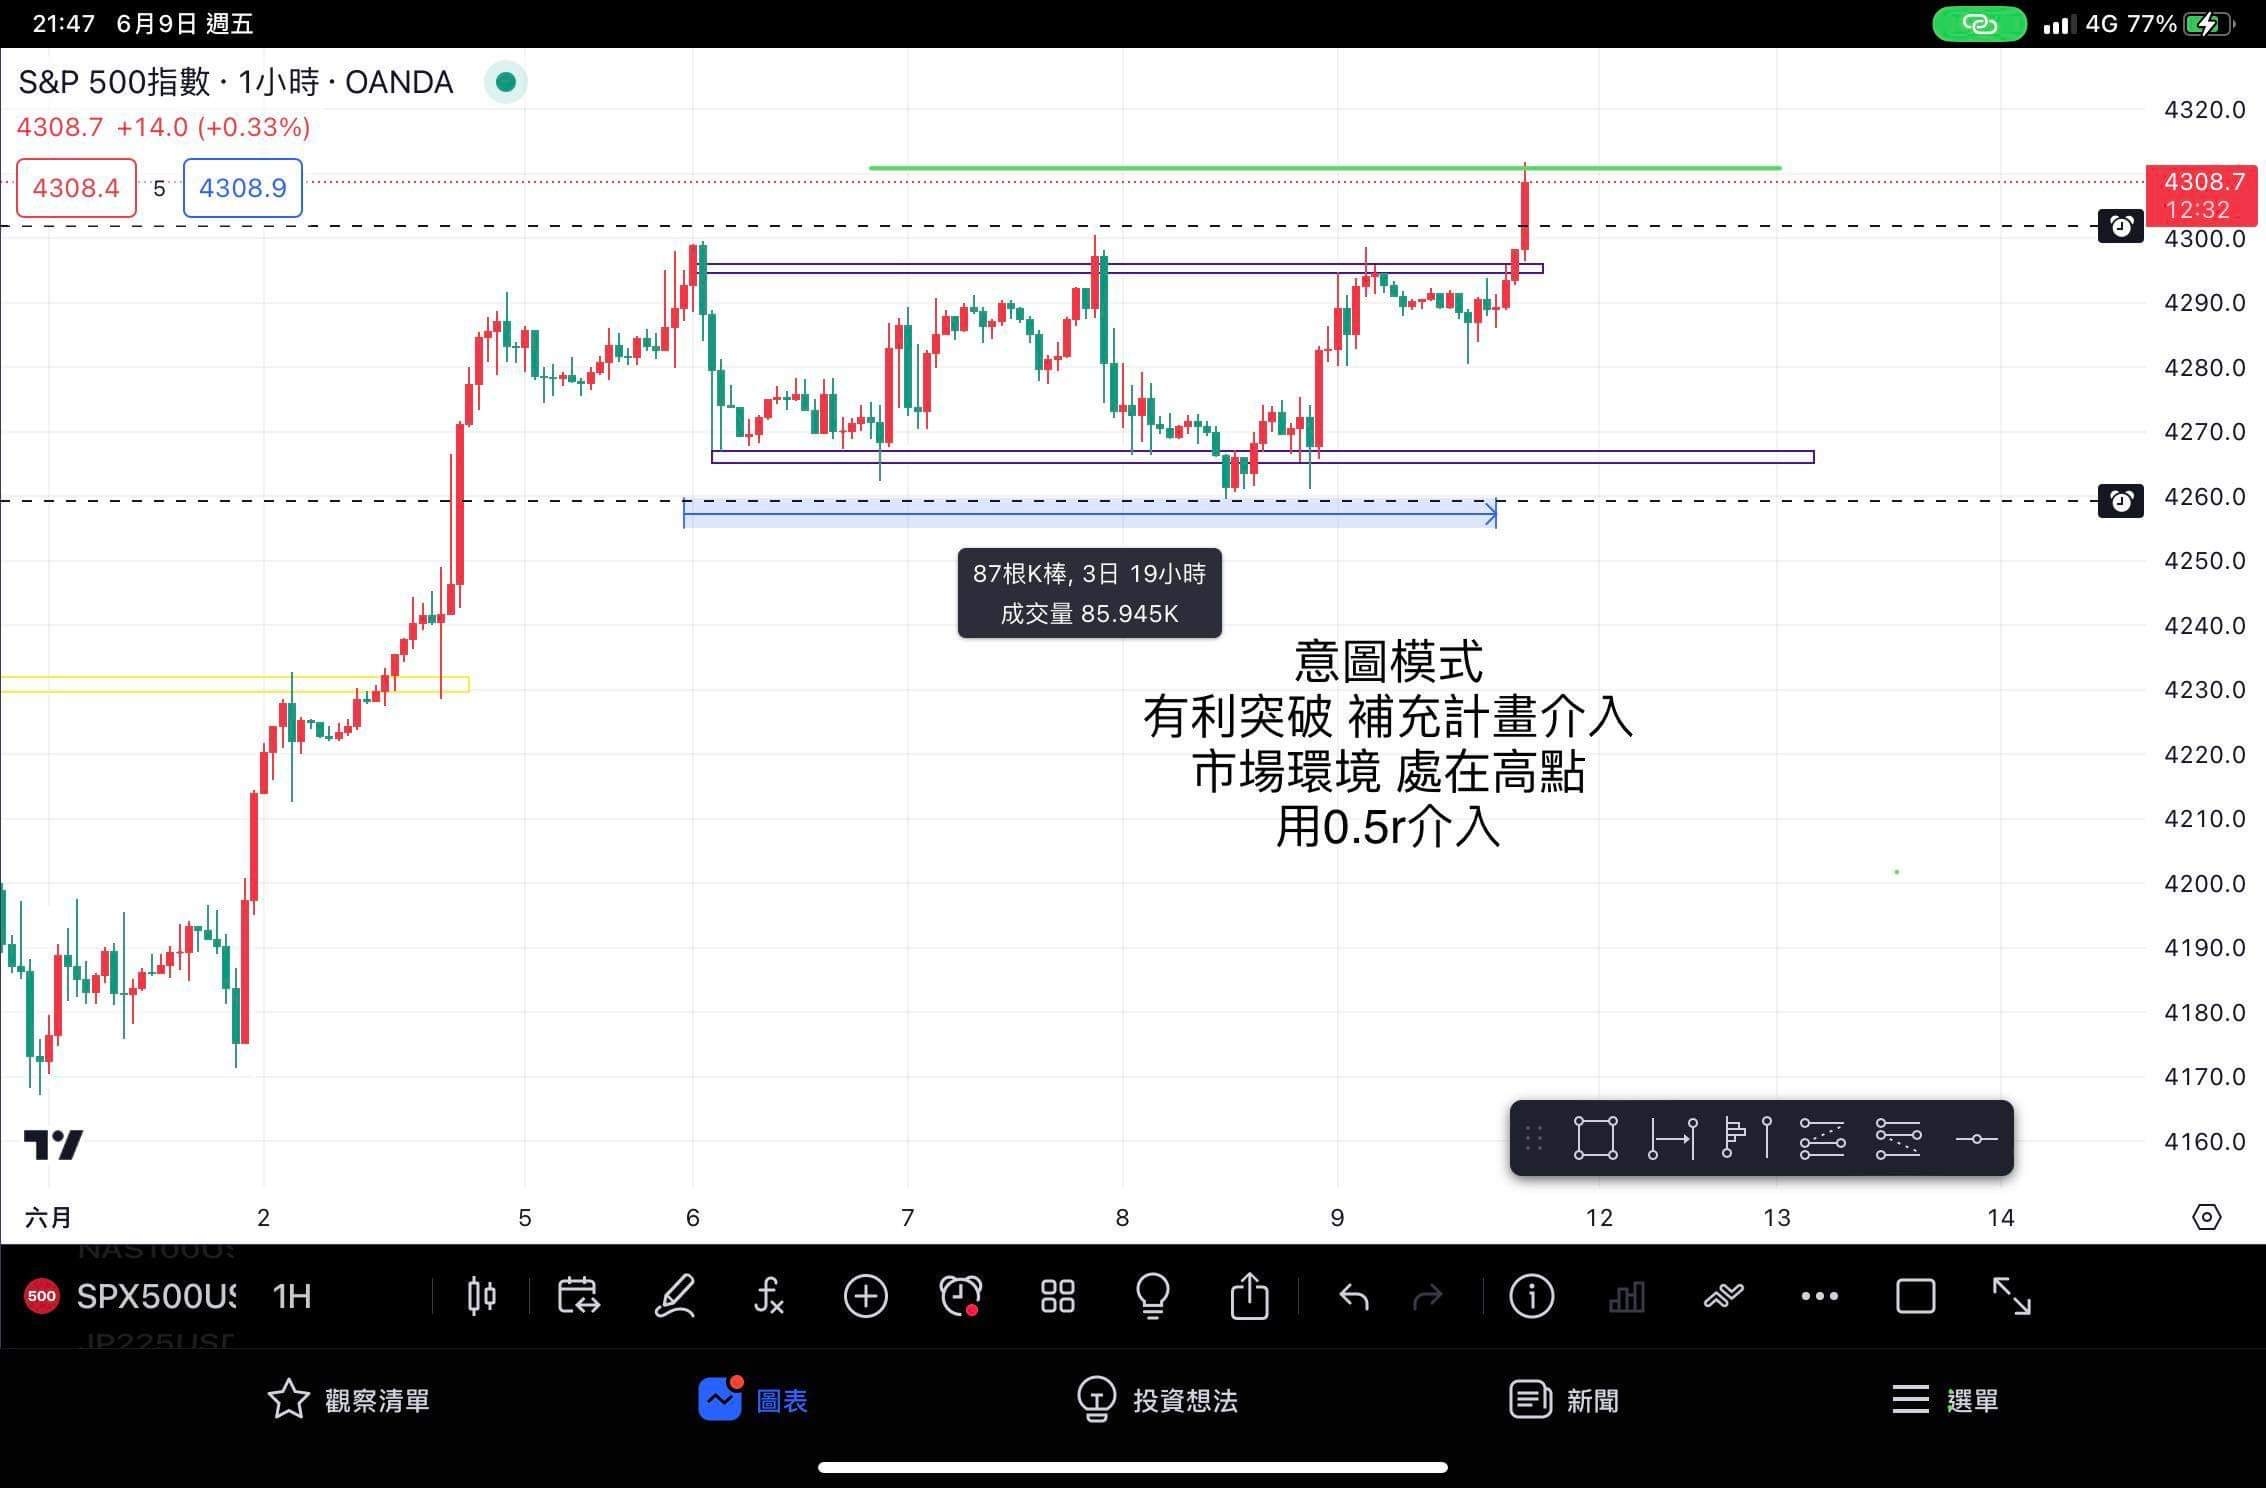 21:47 6月9日 週五
4G 77%
S&P 500指數 · 1小時 · OANDA
4308.7 +14.0 (+0.33%)
4308.4 5 4308.9
4320.0
4308.7
12:32
4300.0
4290.0
4280.0
4270.0
4260.0
4250.0
4240.0
4230.0
4220.0
4210.0
4200.0
4190.0
4180.0
4170.0
4160.0
87根K棒, 3日 19小時
成交量 85.945K
意圖模式
有利突破 補充計畫介入
市場環境 處在高點
用0.5r介入
六月 2 5 6 7 8 9 12 13 14
NAS100US
500 SPX500US 1H
JP225USD
觀察清單 圖表 投資想法 新聞 選單